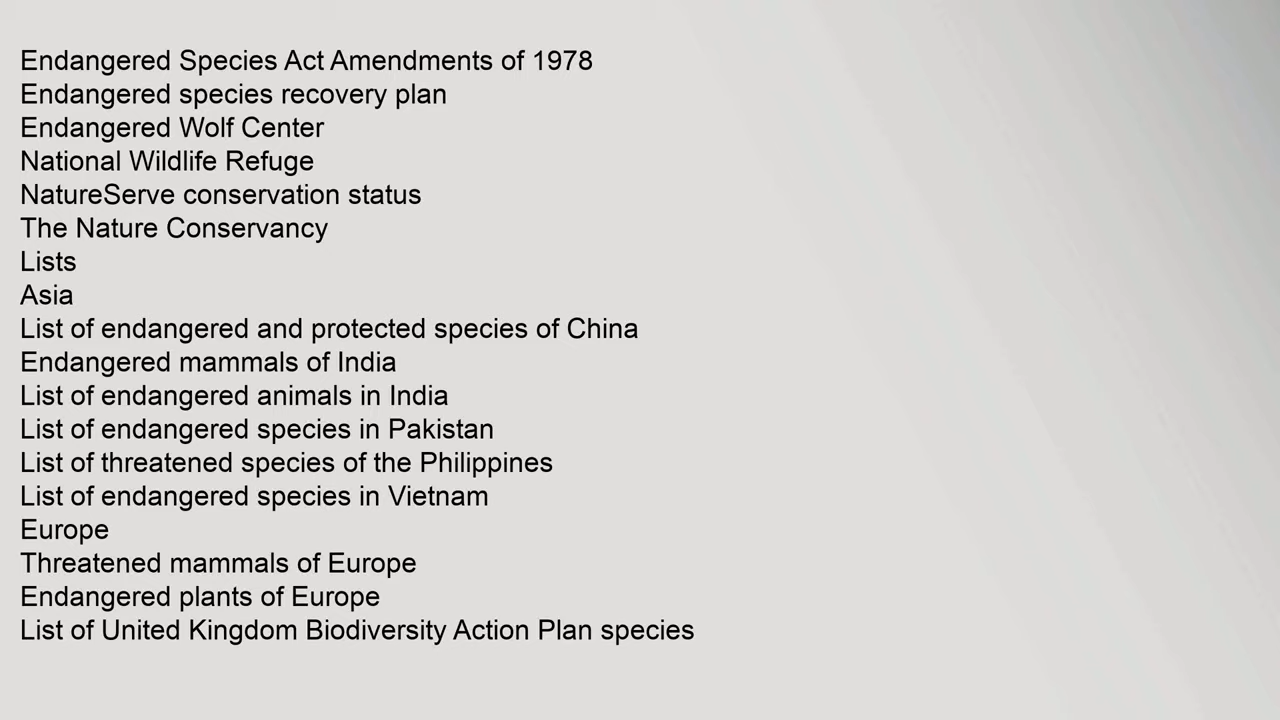 Endangered Species Act Amendments of 1978
Endangered species recovery plan
Endangered Wolf Center
National Wildlife Refuge
NatureServe conservation status
The Nature Conservancy
Lists
Asia
List of endangered and protected species of China
Endangered mammals of India
List of endangered animals in India
List of endangered species in Pakistan
List of threatened species of the Philippines
List of endangered species in Vietnam
Europe
Threatened mammals of Europe
Endangered plants of Europe
List of United Kingdom Biodiversity Action Plan species